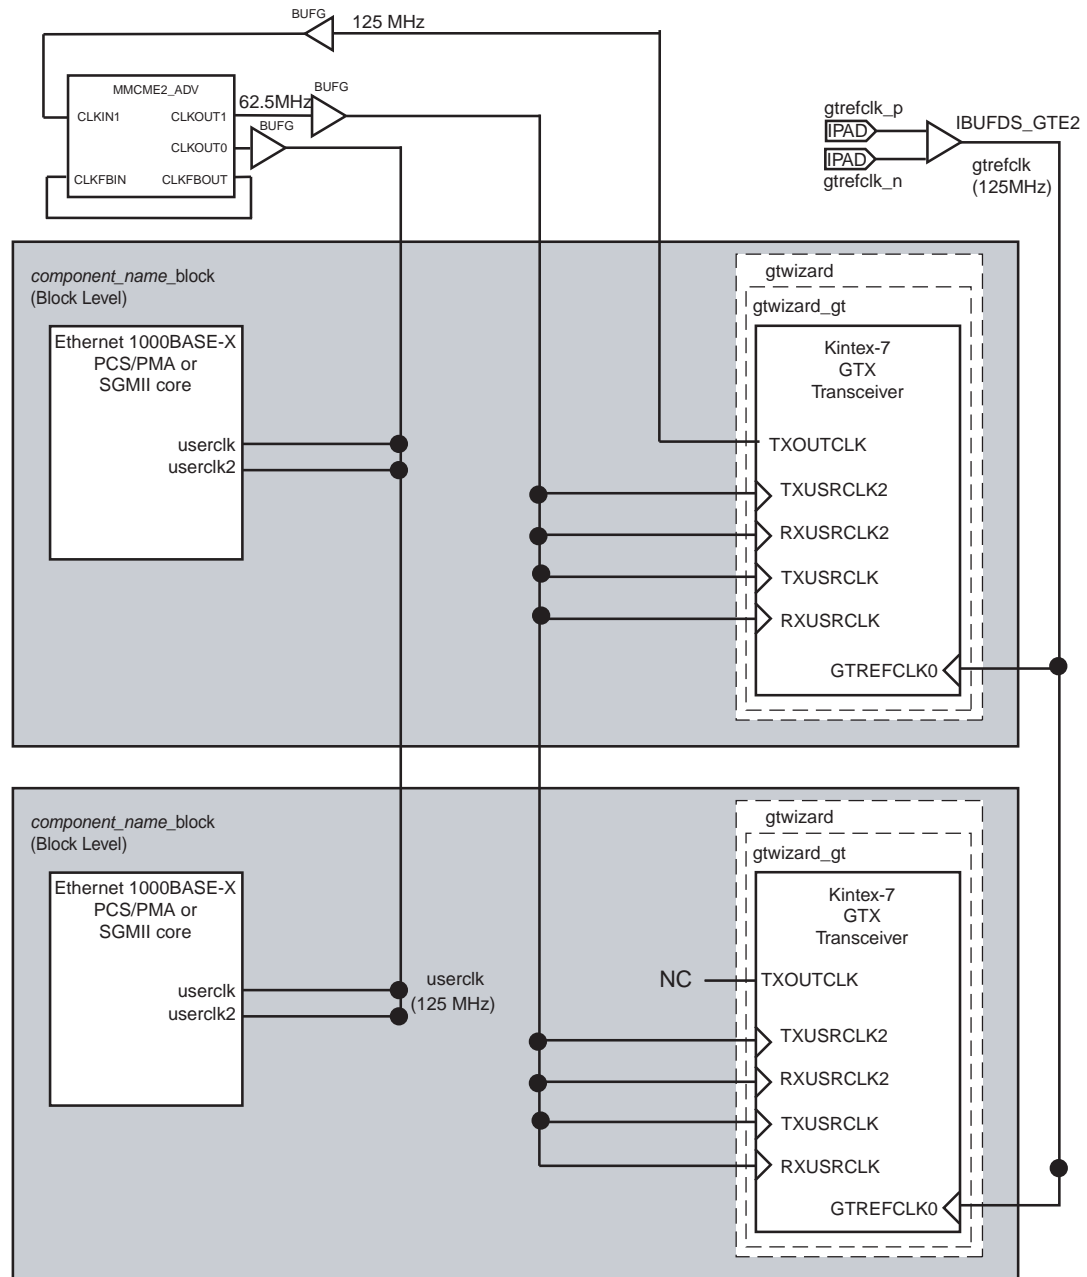 BUFG
125 MHz
MMCME2_ADV
CLKIN1
CLKOUT1
CLKOUT0
CLKFBIN
CLKFBOUT
62.5MHz
BUFG
BUFG
gtrefclk_p
IPAD
IPAD
gtrefclk_n
IBUFDS_GTE2
gtrefclk
(125MHz)
component_name_block
(Block Level)
Ethernet 1000BASE-X
PCS/PMA or
SGMII core
userclk
userclk2
gtwizard
gtwizard_gt
Kintex-7
GTX
Transceiver
TXOUTCLK
TXUSRCLK2
RXUSRCLK2
TXUSRCLK
RXUSRCLK
GTREFCLK0
component_name_block
(Block Level)
Ethernet 1000BASE-X
PCS/PMA or
SGMII core
userclk
userclk2
userclk
(125 MHz)
gtwizard
gtwizard_gt
Kintex-7
GTX
Transceiver
NC
TXOUTCLK
TXUSRCLK2
RXUSRCLK2
TXUSRCLK
RXUSRCLK
GTREFCLK0